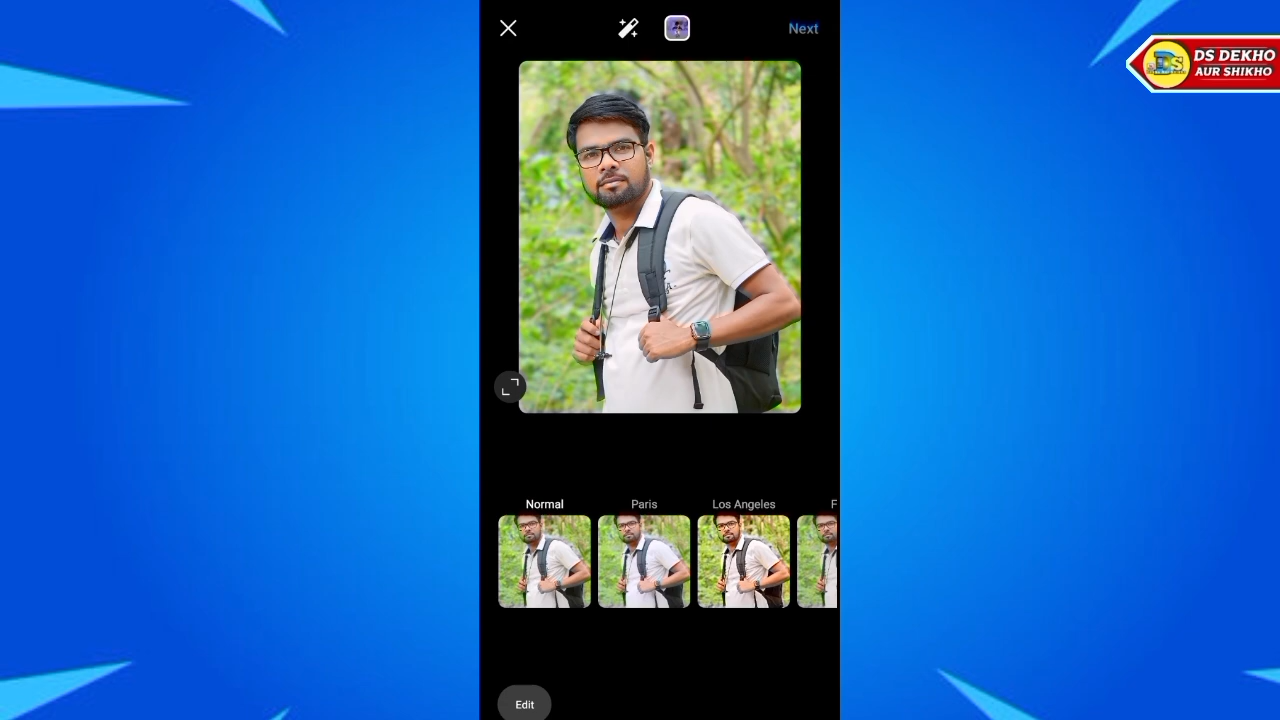 Next
DS DEKHO
AUR SHIKHO
Normal
Paris
Los Angeles
F
Edit